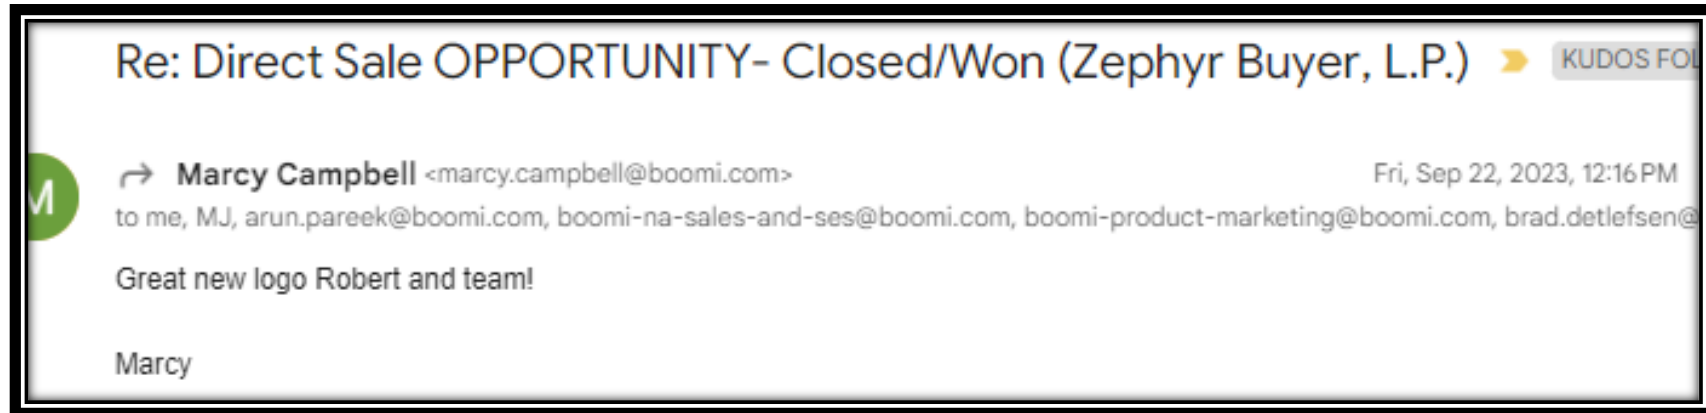 Re: Direct Sale OPPORTUNITY- Closed/Won (Zephyr Buyer, L.P.) KUDOS
M Marcy Campbell <marcy.campbell@boomi.com> Fri, Sep 22, 2023, 12:16 PM
to me, MJ, arun.pareek@boomi.com, boomi-na-sales-and-ses@boomi.com, boomi-product-marketing@boomi.com, brad.detlefsen@
Great new logo Robert and team!
Marcy